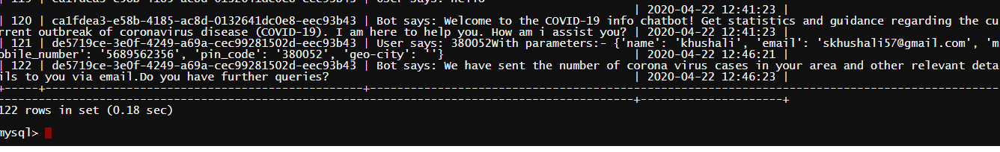 | 119 | ca1fdea3-e58b-4185-ac8d-0132641dc0e8-eec93b43 | User says: Hello
| 2020-04-22 12:41:23 |
| 120 | ca1fdea3-e58b-4185-ac8d-0132641dc0e8-eec93b43 | Bot says: Welcome to the COVID-19 info chatbot! Get statistics and guidance regarding the cu
rrent outbreak of coronavirus disease (COVID-19). I am here to help you. How am i assist you? | 2020-04-22 12:41:23 |
| 121 | de5719ce-3e0f-4249-a69a-cec99281502d-eec93b43 | User says: 380052With parameters:- {'name': 'khushali', 'email': 'skhushali57@gmail.com', 'm
obile_number': '5689562356', 'pin_code': '380052', 'geo-city': ''} | 2020-04-22 12:46:21 |
| 122 | de5719ce-3e0f-4249-a69a-cec99281502d-eec93b43 | Bot says: We have sent the number of corona virus cases in your area and other relevant deta
ils to you via email.Do you have further queries? | 2020-04-22 12:46:23 |
122 rows in set (0.18 sec)
mysql>